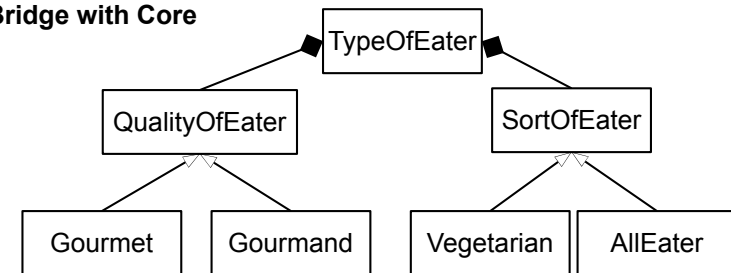 Bridge with Core
TypeOfEater
QualityOfEater
SortOfEater
Gourmet
Gourmand
Vegetarian
AllEater